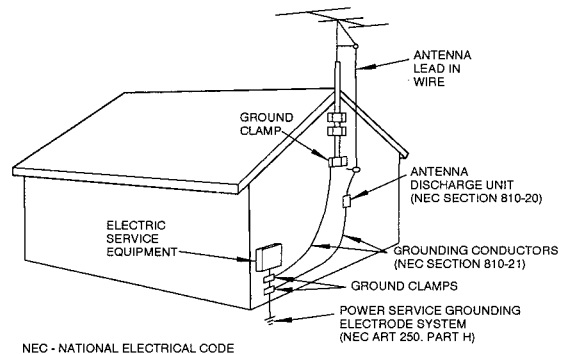 ANTENNA
LEAD IN
WIRE
GROUND
CLAMP
ANTENNA
DISCHARGE UNIT
(NEC SECTION 810-20)
ELECTRIC
SERVICE
EQUIPMENT
GROUNDING CONDUCTORS
(NEC SECTION 810-21)
GROUND CLAMPS
POWER SERVICE GROUNDING
ELECTRODE SYSTEM
(NEC ART 250. PART H)
NEC - NATIONAL ELECTRICAL CODE